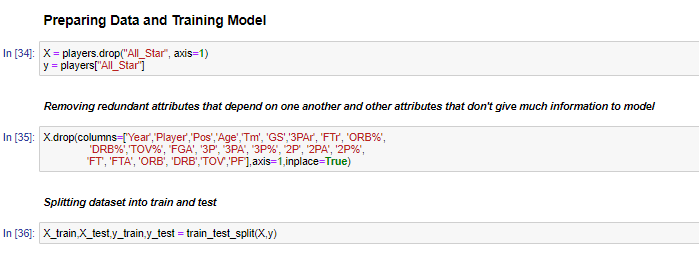 Preparing Data and Training Model
In [34]: X = players.drop("All_Star", axis=1)
y = players["All_Star"]
Removing redundant attributes that depend on one another and other attributes that don't give much information to model
In [35]: X.drop(columns=['Year','Player','Pos','Age','Tm', 'GS','3PAr', 'FTr', 'ORB%',
'DRB%','TOV%', 'FGA', '3P', '3PA', '3P%', '2P', '2PA', '2P%',
'FT', 'FTA', 'ORB', 'DRB','TOV','PF'],axis=1,inplace=True)
Splitting dataset into train and test
In [36]: X_train,X_test,y_train,y_test = train_test_split(X,y)